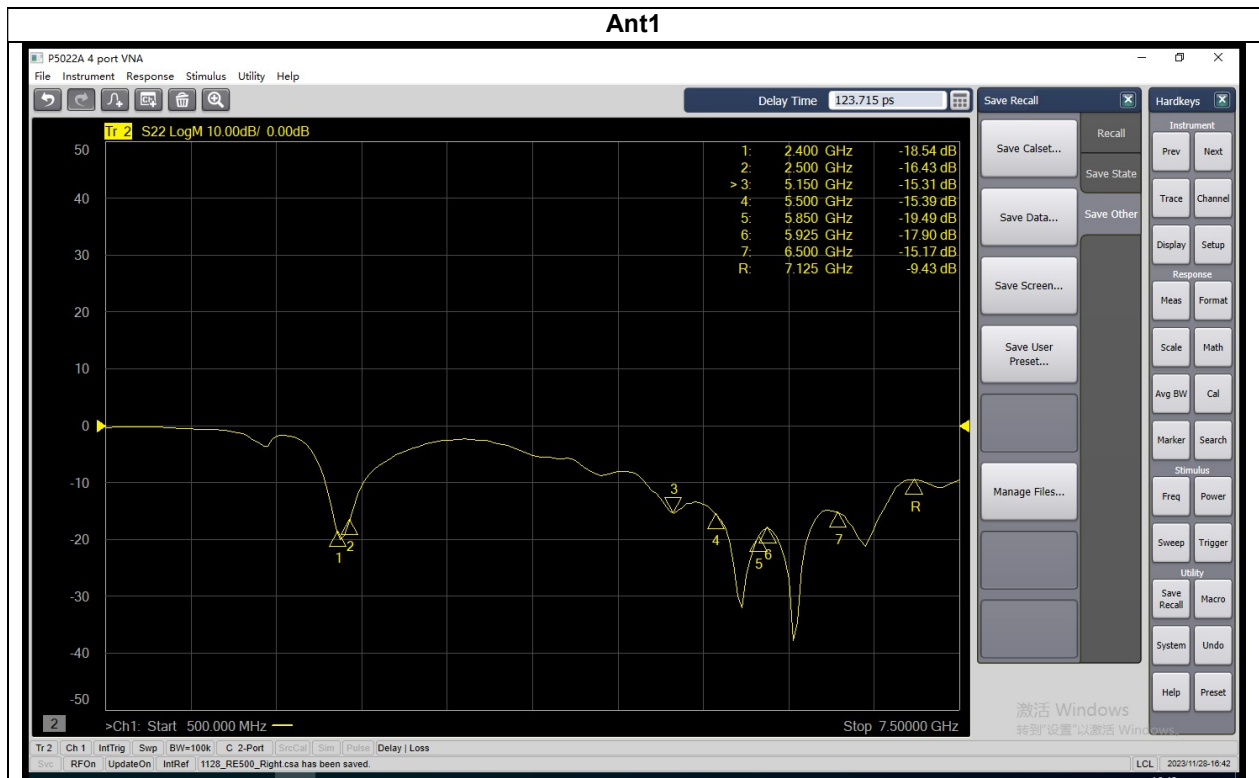 Ant1
P5022A 4 port VNA
File Instrument Response Stimulus Utility Help
Delay Time 123.715 ps
Save Recall
Hardkeys
Tr 2 S22 LogM 10.00dB/ 0.00dB
1: 2.400 GHz -18.54 dB
2: 2.500 GHz -16.43 dB
> 3: 5.150 GHz -15.31 dB
4: 5.500 GHz -15.39 dB
5: 5.850 GHz -19.49 dB
6: 5.925 GHz -17.90 dB
7: 6.500 GHz -15.17 dB
R: 7.125 GHz -9.43 dB
50
40
30
20
10
0
-10
-20
-30
-40
-50
3
R
1
2
4
5
6
7
2
>Ch1: Start 500.000 MHz
Stop 7.50000 GHz
Save Calset...
Save Data...
Save Screen...
Save User
Preset...
Manage Files...
Recall
Save State
Save Other
Instrument
Prev Next
Trace Channel
Display Setup
Response
Meas Format
Scale Math
Avg BW Cal
Marker Search
Stimulus
Freq Power
Sweep Trigger
Utility
Save
Recall
Macro
System Undo
Help Preset
激活 Windows
转到"设置"以激活 Windows。
Tr 2 Ch 1 IntTrig Swp BW=100k C 2-Port SrcCal Sim Pulse Delay | Loss
Svc RFOn UpdateOn IntRef 1128_RE500_Right.csa has been saved.
LCL 2023/11/28-16:42